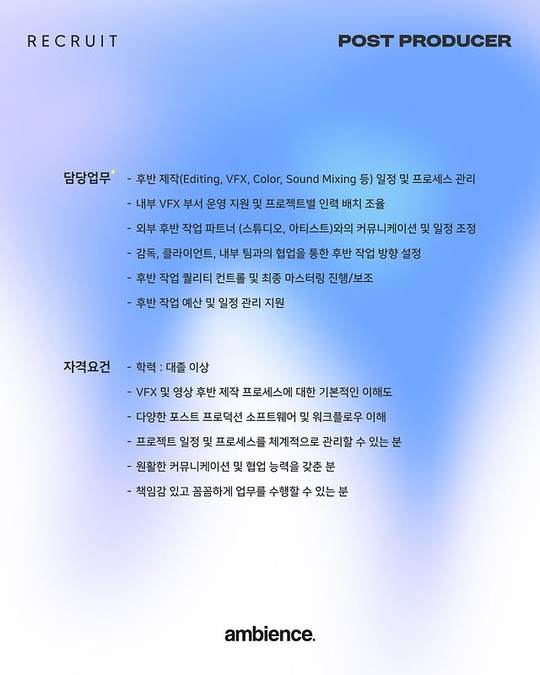 RECRUIT
POST PRODUCER
담당업무
- 후반 제작(Editing, VFX, Color, Sound Mixing 등) 일정 및 프로세스 관리
- 내부 VFX 부서 운영 지원 및 프로젝트별 인력 배치 조율
- 외부 후반 작업 파트너 (스튜디오, 아티스트)와의 커뮤니케이션 및 일정 조정
- 감독, 클라이언트, 내부 팀과의 협업을 통한 후반 작업 방향 설정
- 후반 작업 퀄리티 컨트롤 및 최종 마스터링 진행/보조
- 후반 작업 예산 및 일정 관리 지원
자격요건
- 학력 : 대졸 이상
- VFX 및 영상 후반 제작 프로세스에 대한 기본적인 이해도
- 다양한 포스트 프로덕션 소프트웨어 및 워크플로우 이해
- 프로젝트 일정 및 프로세스를 체계적으로 관리할 수 있는 분
- 원활한 커뮤니케이션 및 협업 능력을 갖춘 분
- 책임감 있고 꼼꼼하게 업무를 수행할 수 있는 분
ambience.